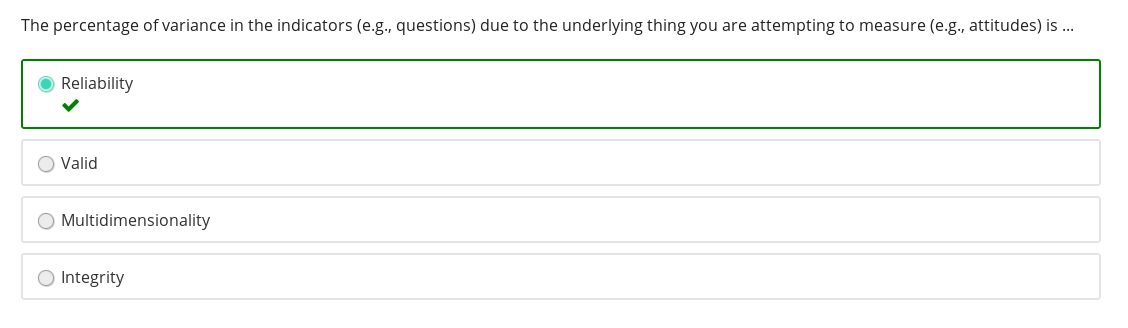 The percentage of variance in the indicators (e.g., questions) due to the underlying thing you are attempting to measure (e.g., attitudes) is ...
Reliability
Valid
Multidimensionality
Integrity